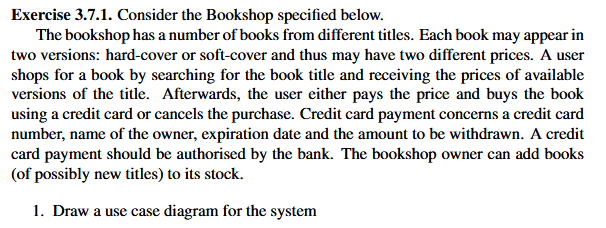 Exercise 3.7.1. Consider the Bookshop specified below.
The bookshop has a number of books from different titles. Each book may appear in
two versions: hard-cover or soft-cover and thus may have two different prices. A user
shops for a book by searching for the book title and receiving the prices of available
versions of the title. Afterwards, the user either pays the price and buys the book
using a credit card or cancels the purchase. Credit card payment concerns a credit card
number, name of the owner, expiration date and the amount to be withdrawn. A credit
card payment should be authorised by the bank. The bookshop owner can add books
(of possibly new titles) to its stock.
1. Draw a use case diagram for the system